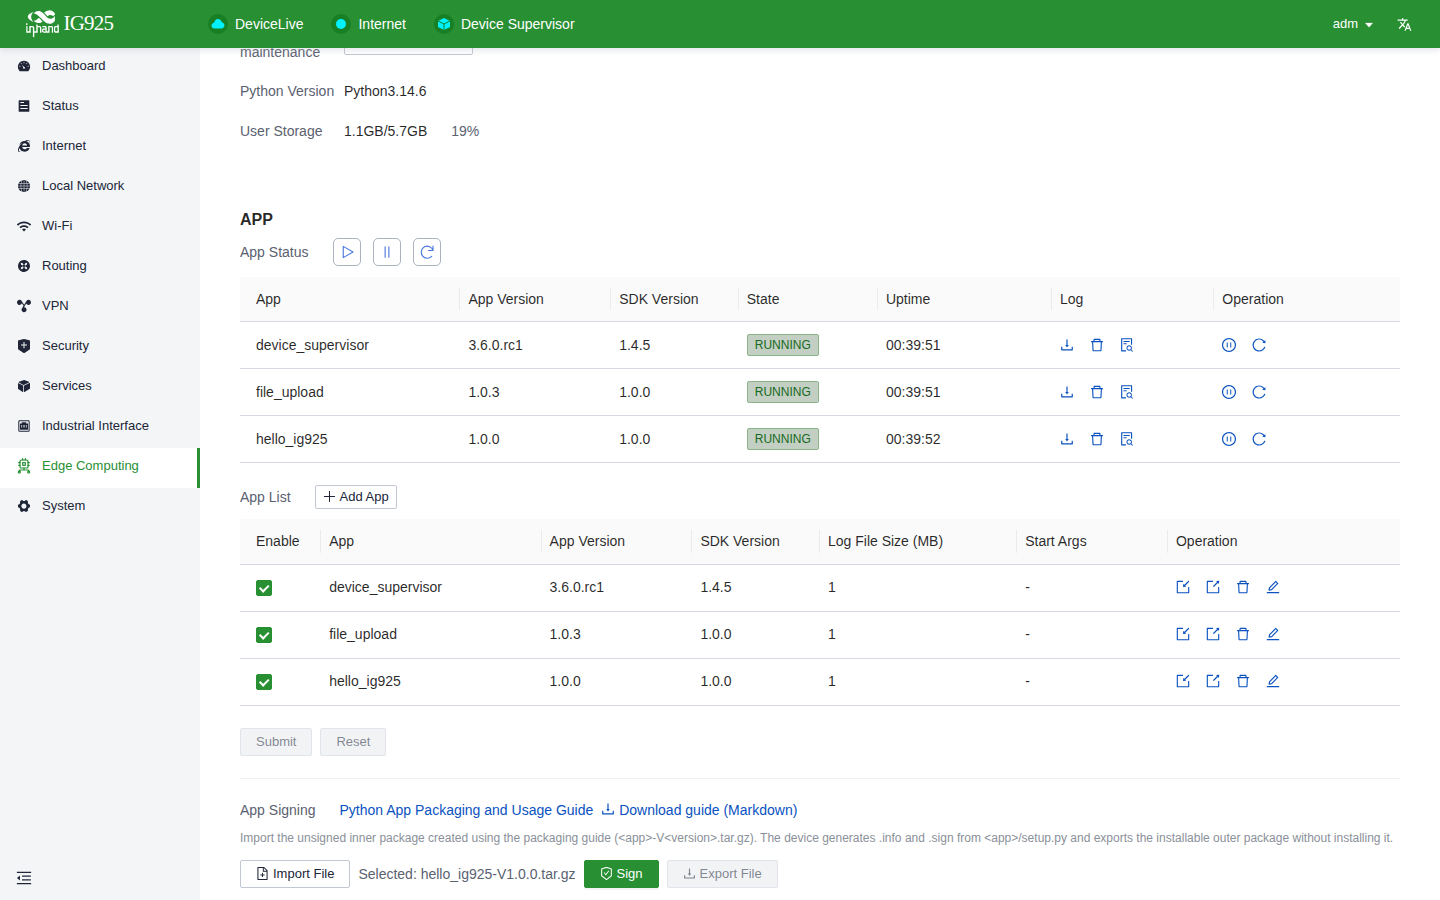 inhand IG925 DeviceLive Internet Device Supervisor adm
Dashboard
Status
Internet
Local Network
Wi-Fi
Routing
VPN
Security
Services
Industrial Interface
Edge Computing
System
maintenance
Python Version Python3.14.6
User Storage 1.1GB/5.7GB 19%
APP
App Status
App App Version SDK Version State Uptime Log Operation
device_supervisor 3.6.0.rc1 1.4.5 RUNNING 00:39:51
file_upload 1.0.3 1.0.0 RUNNING 00:39:51
hello_ig925 1.0.0 1.0.0 RUNNING 00:39:52
App List Add App
Enable App App Version SDK Version Log File Size (MB) Start Args Operation
device_supervisor 3.6.0.rc1 1.4.5 1 -
file_upload 1.0.3 1.0.0 1 -
hello_ig925 1.0.0 1.0.0 1 -
Submit Reset
App Signing Python App Packaging and Usage Guide Download guide (Markdown)
Import the unsigned inner package created using the packaging guide (<app>-V<version>.tar.gz). The device generates .info and .sign from <app>/setup.py and exports the installable outer package without installing it.
Import File Selected: hello_ig925-V1.0.0.tar.gz Sign Export File